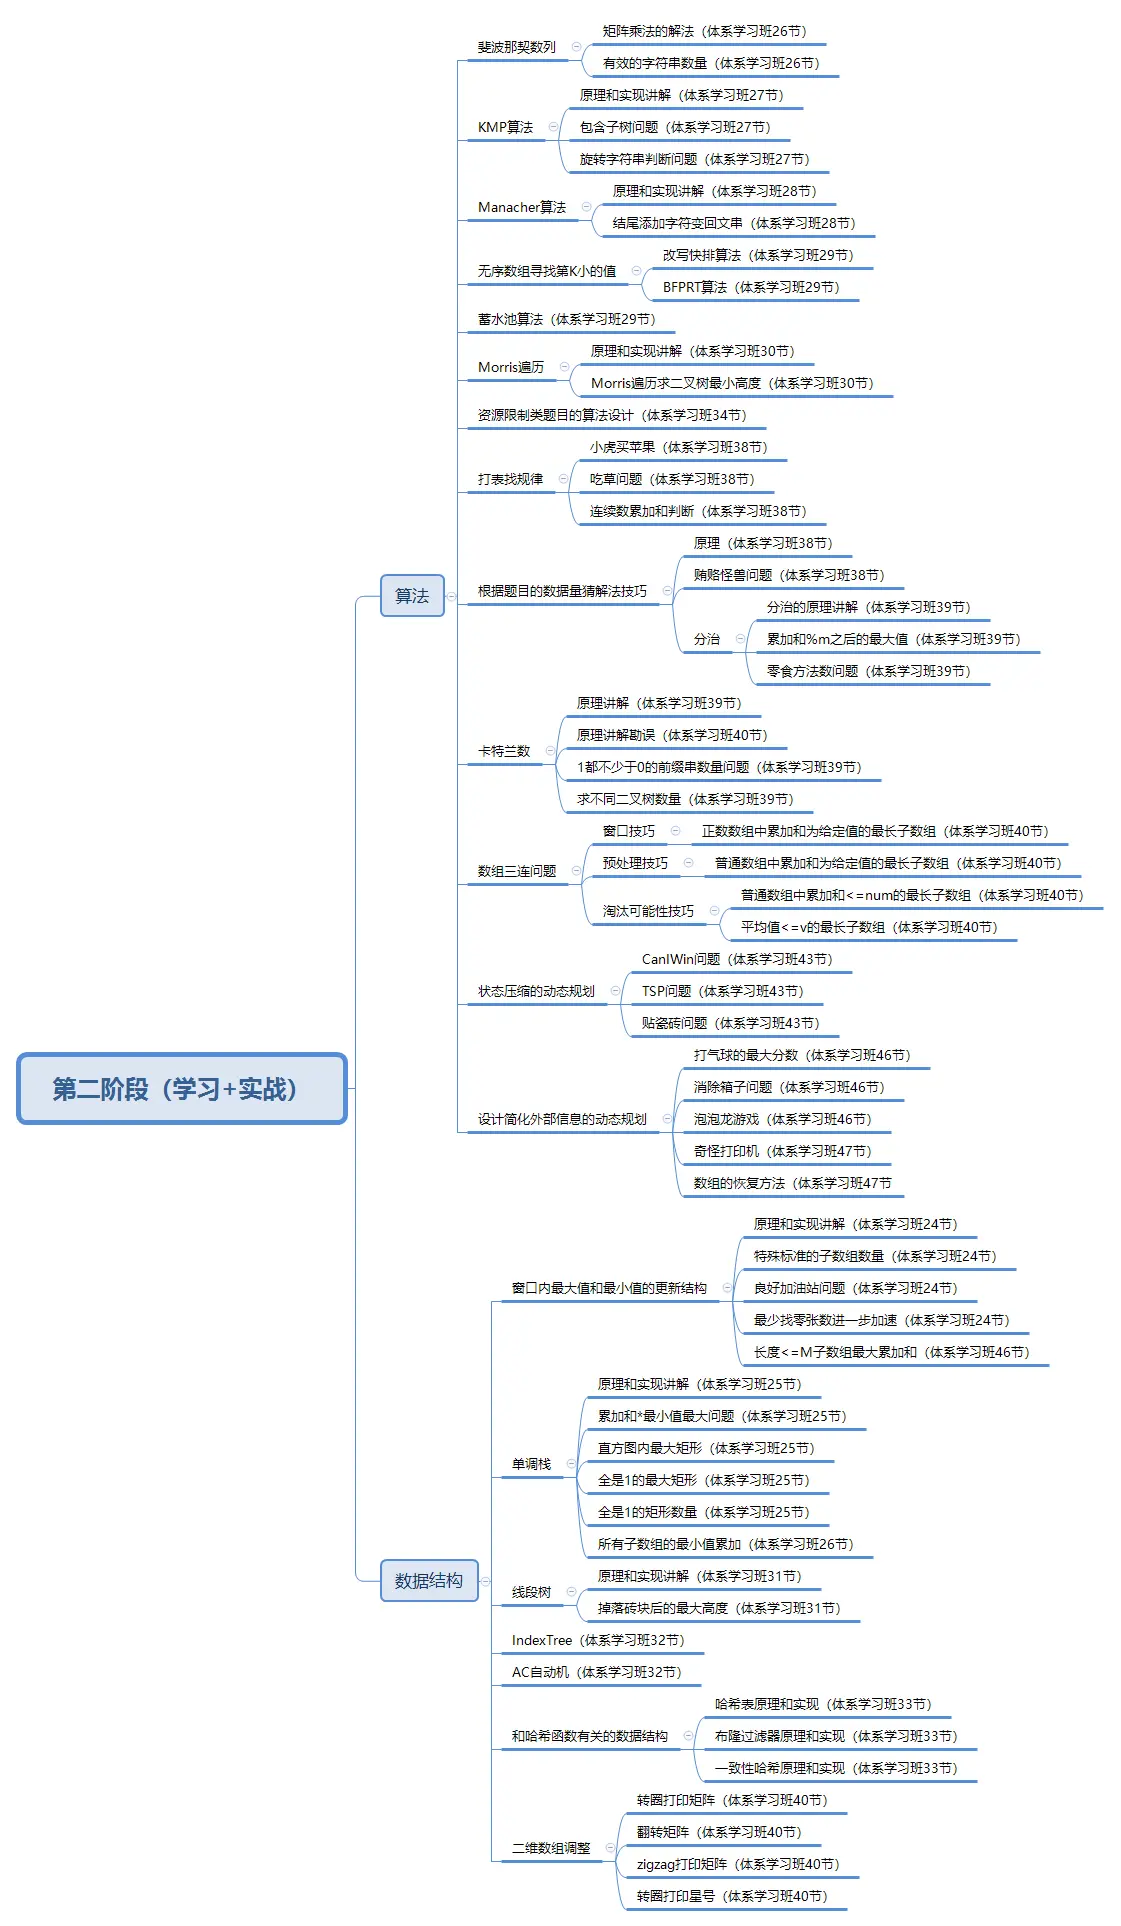 第二阶段（学习+实战）
算法
斐波那契数列
矩阵乘法的解法（体系学习班26节）
有效的字符串数量（体系学习班26节）
KMP算法
原理和实现讲解（体系学习班27节）
包含子树问题（体系学习班27节）
旋转字符串判断问题（体系学习班27节）
Manacher算法
原理和实现讲解（体系学习班28节）
结尾添加字符变回文串（体系学习班28节）
无序数组寻找第K小的值
改写快排算法（体系学习班29节）
BFPRT算法（体系学习班29节）
蓄水池算法（体系学习班29节）
Morris遍历
原理和实现讲解（体系学习班30节）
Morris遍历求二叉树最小高度（体系学习班30节）
资源限制类题目的算法设计（体系学习班34节）
打表找规律
小虎买苹果（体系学习班38节）
吃草问题（体系学习班38节）
连续数累加和判断（体系学习班38节）
根据题目的数据量猜解法技巧
原理（体系学习班38节）
贿赂怪兽问题（体系学习班38节）
分治
分治的原理讲解（体系学习班39节）
累加和%m之后的最大值（体系学习班39节）
零食方法数问题（体系学习班39节）
卡特兰数
原理讲解（体系学习班39节）
原理讲解勘误（体系学习班40节）
1都不少于0的前缀串数量问题（体系学习班39节）
求不同二叉树数量（体系学习班39节）
数组三连问题
窗口技巧
正数数组中累加和为给定值的最长子数组（体系学习班40节）
预处理技巧
普通数组中累加和为给定值的最长子数组（体系学习班40节）
淘汰可能性技巧
普通数组中累加和<=num的最长子数组（体系学习班40节）
平均值<=v的最长子数组（体系学习班40节）
状态压缩的动态规划
CanIWin问题（体系学习班43节）
TSP问题（体系学习班43节）
贴瓷砖问题（体系学习班43节）
设计简化外部信息的动态规划
打气球的最大分数（体系学习班46节）
消除箱子问题（体系学习班46节）
泡泡龙游戏（体系学习班46节）
奇怪打印机（体系学习班47节）
数组的恢复方法（体系学习班47节
数据结构
窗口内最大值和最小值的更新结构
原理和实现讲解（体系学习班24节）
特殊标准的子数组数量（体系学习班24节）
良好加油站问题（体系学习班24节）
最少找零张数进一步加速（体系学习班24节）
长度<=M子数组最大累加和（体系学习班46节）
单调栈
原理和实现讲解（体系学习班25节）
累加和*最小值最大问题（体系学习班25节）
直方图内最大矩形（体系学习班25节）
全是1的最大矩形（体系学习班25节）
全是1的矩形数量（体系学习班25节）
所有子数组的最小值累加（体系学习班26节）
线段树
原理和实现讲解（体系学习班31节）
掉落砖块后的最大高度（体系学习班31节）
IndexTree（体系学习班32节）
AC自动机（体系学习班32节）
和哈希函数有关的数据结构
哈希表原理和实现（体系学习班33节）
布隆过滤器原理和实现（体系学习班33节）
一致性哈希原理和实现（体系学习班33节）
二维数组调整
转圈打印矩阵（体系学习班40节）
翻转矩阵（体系学习班40节）
zigzag打印矩阵（体系学习班40节）
转圈打印星号（体系学习班40节）